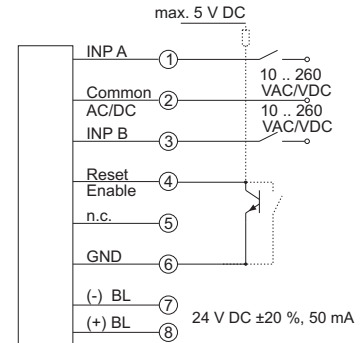 max. 5 V DC
INP A
1
10 .. 260
VAC/VDC
Common
AC/DC
2
10 .. 260
VAC/VDC
INP B
3
Reset
Enable
4
n.c.
5
GND
6
(-) BL
7
24 V DC ±20 %, 50 mA
(+) BL
8